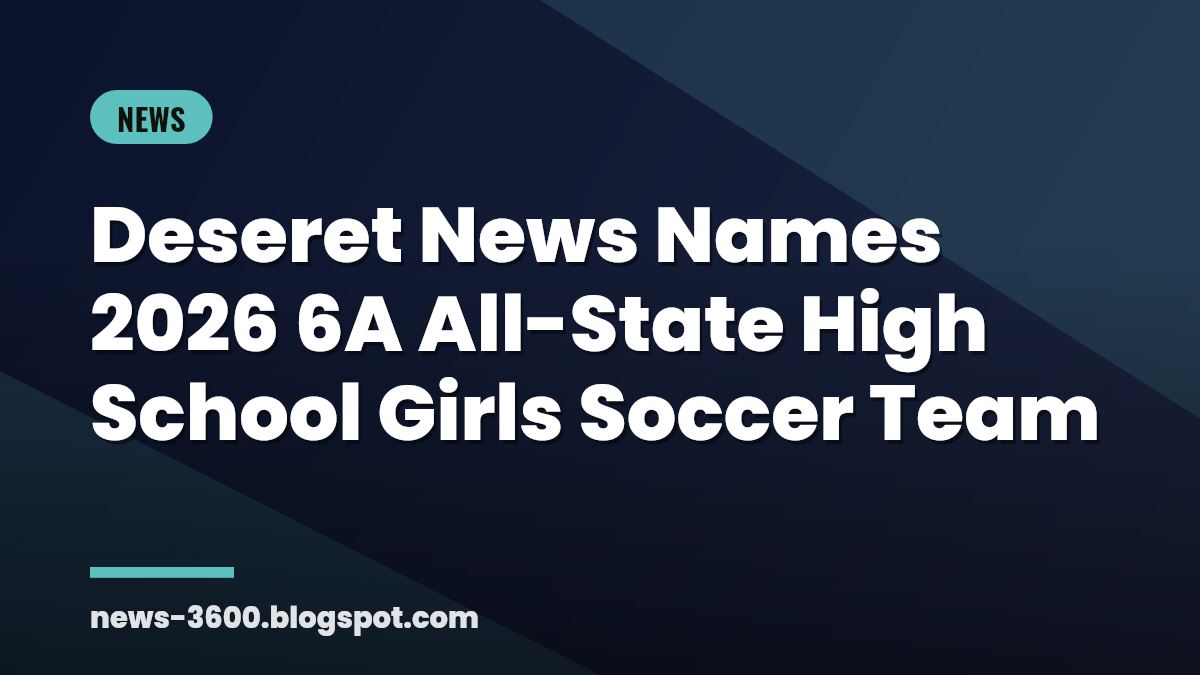 NEWS
Deseret News Names
2026 6A All-State High
School Girls Soccer Team
news-3600.blogspot.com